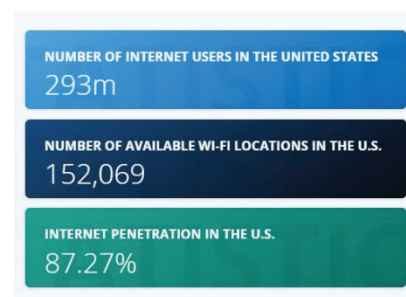 NUMBER OF INTERNET USERS IN THE UNITED STATES
293m
NUMBER OF AVAILABLE WI-FI LOCATIONS IN THE U.S.
152,069
INTERNET PENETRATION IN THE U.S.
87.27%